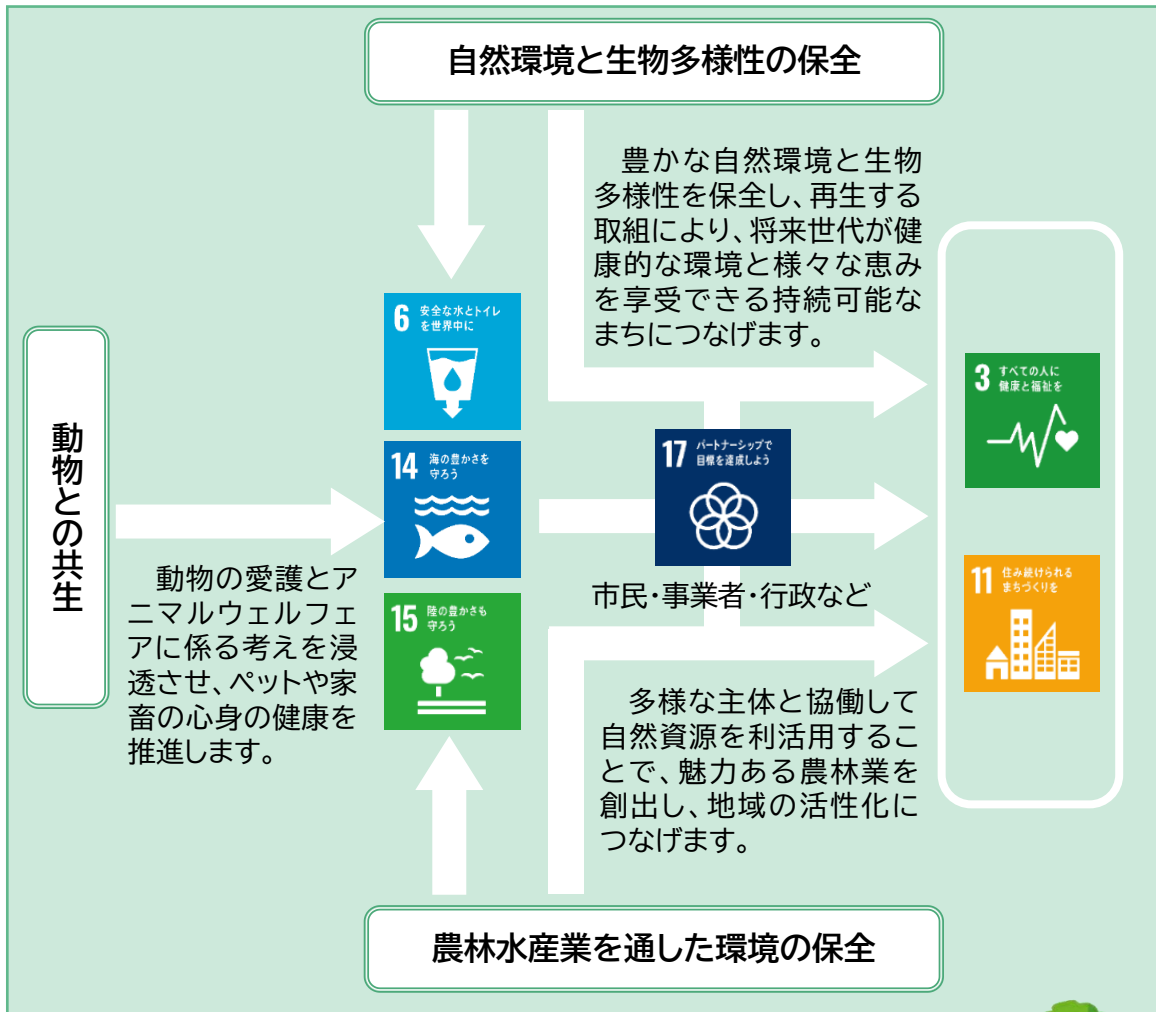 自然環境と生物多様性の保全
豊かな自然環境と生物
多様性を保全し、再生する
取組により、将来世代が健
康的な環境と様々な恵み
を享受できる持続可能な
まちにつなげます。
6 安全な水とトイレ
を世界中に
3 すべての人に
健康と福祉を
動物との共生
14 海の豊かさを
守ろう
17 パートナーシップで
目標を達成しよう
動物の愛護とア
ニマルウェルフェ
アに係る考えを浸
透させ、ペットや家
畜の心身の健康を
推進します。
15 陸の豊かさも
守ろう
市民・事業者・行政など
11 住み続けられる
まちづくりを
多様な主体と協働して
自然資源を利活用するこ
とで、魅力ある農林業を
創出し、地域の活性化に
つなげます。
農林水産業を通した環境の保全